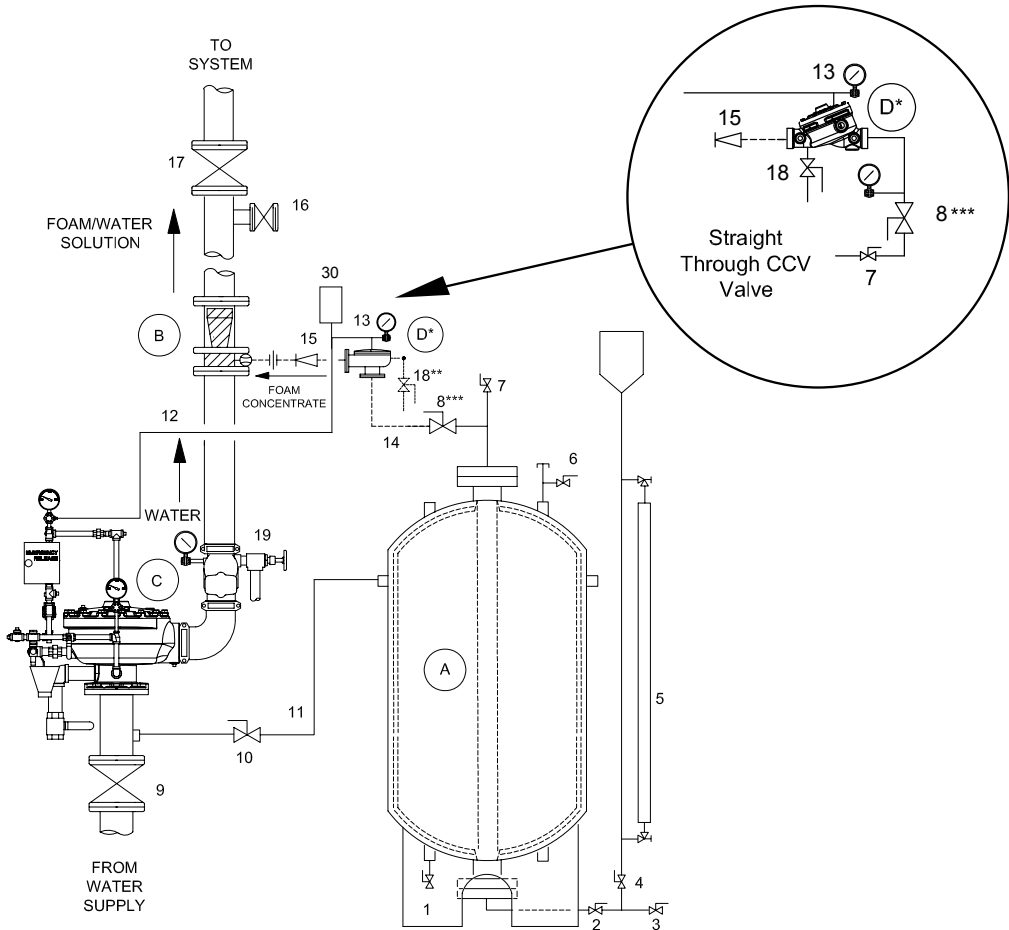 TO
SYSTEM
17
16
FOAM/WATER
SOLUTION
30
B
15
13
D*
18**
FOAM
CONCENTRATE
12
8***
7
14
6
WATER
19
EMERGENCY
RELEASE
C
A
11
10
5
9
FROM
WATER
SUPPLY
1
2
3
4
13
D*
15
18
8***
Straight
Through CCV
Valve
7